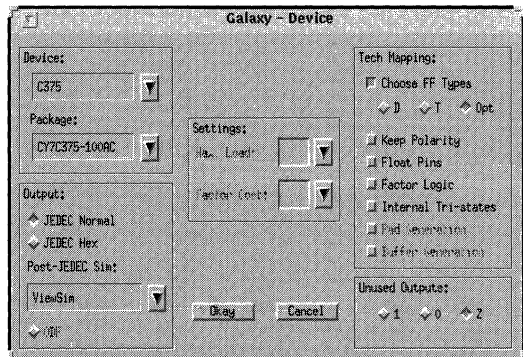 Galaxy - Device
Device:
C375
Package:
CY7C375-100AC
Output:
JEDEC Normal
JEDEC Hex
Post-JEDEC Sim:
ViewSim
Settings:
Max. Load:
Factor Cost:
Okay
Cancel
Tech Mapping:
Choose FF Types
D T Opt
Keep Polarity
Float Pins
Factor Logic
Internal Tri-states
Pad Generation
Buffer Generation
Unused Outputs:
1 0 Z